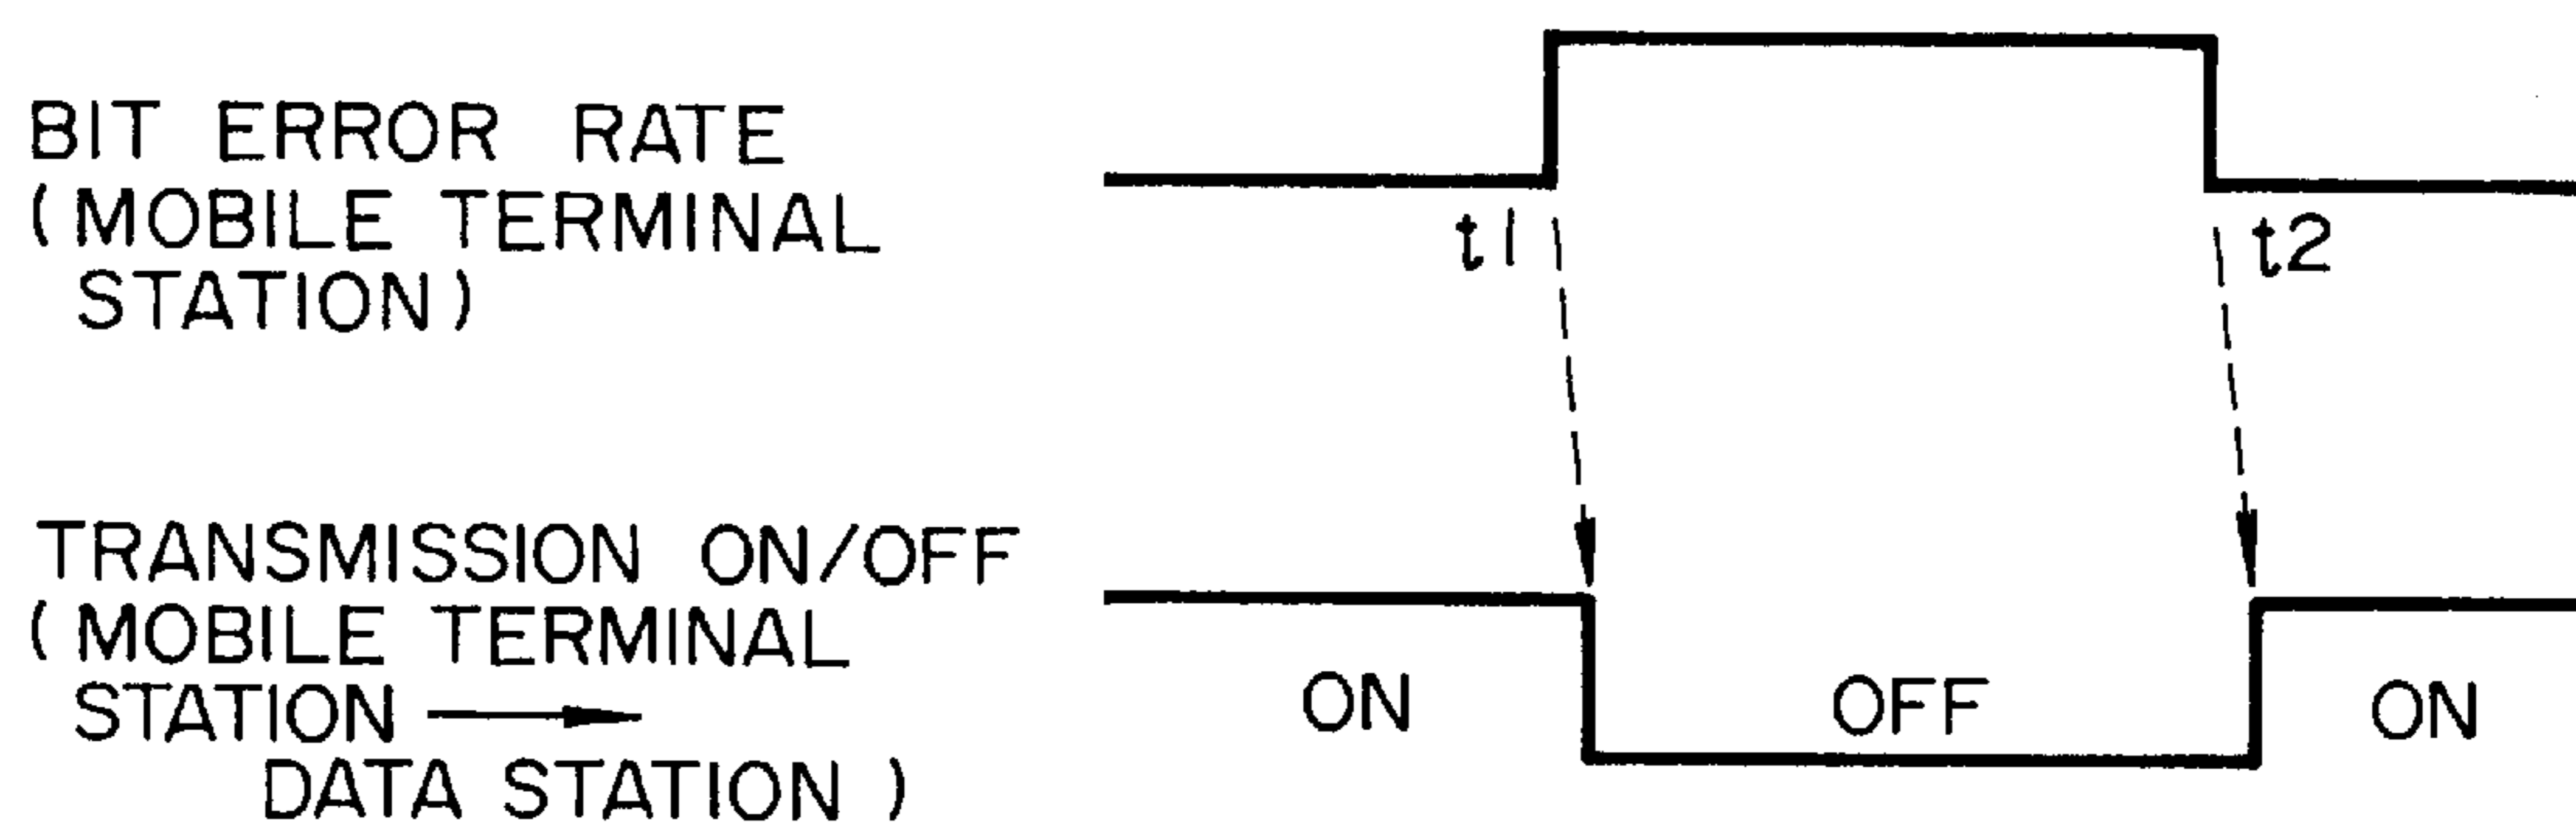 BIT ERROR RATE
(MOBILE TERMINAL
STATION)
t1
t2
TRANSMISSION ON/OFF
(MOBILE TERMINAL
STATION →
DATA STATION)
ON
OFF
ON